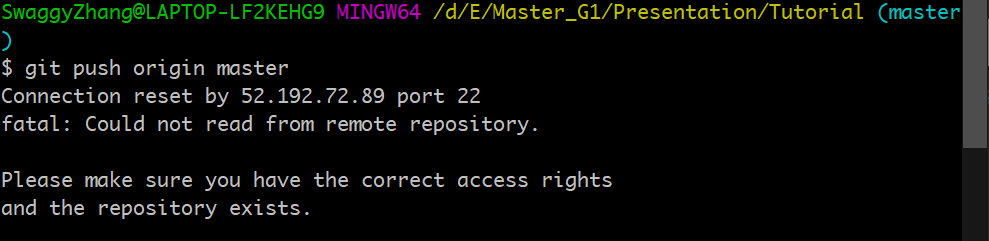 SwaggyZhang@LAPTOP-LF2KEHG9 MINGW64 /d/E/Master_G1/Presentation/Tutorial (master
)
$ git push origin master
Connection reset by 52.192.72.89 port 22
fatal: Could not read from remote repository.
Please make sure you have the correct access rights
and the repository exists.